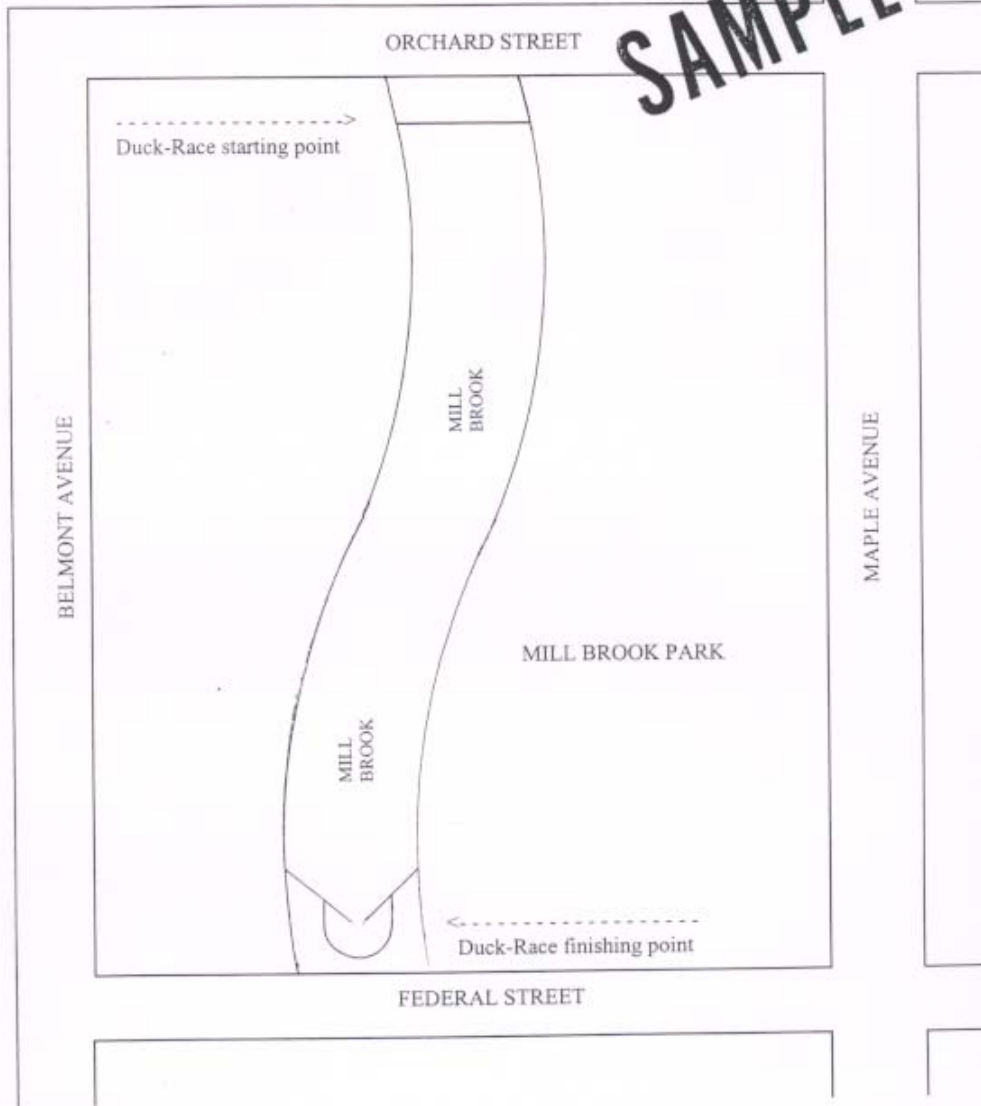 SAMPLE
ORCHARD STREET
Duck-Race starting point
MILL
BROOK
BELMONT AVENUE
MAPLE AVENUE
MILL BROOK PARK
MILL
BROOK
Duck-Race finishing point
FEDERAL STREET